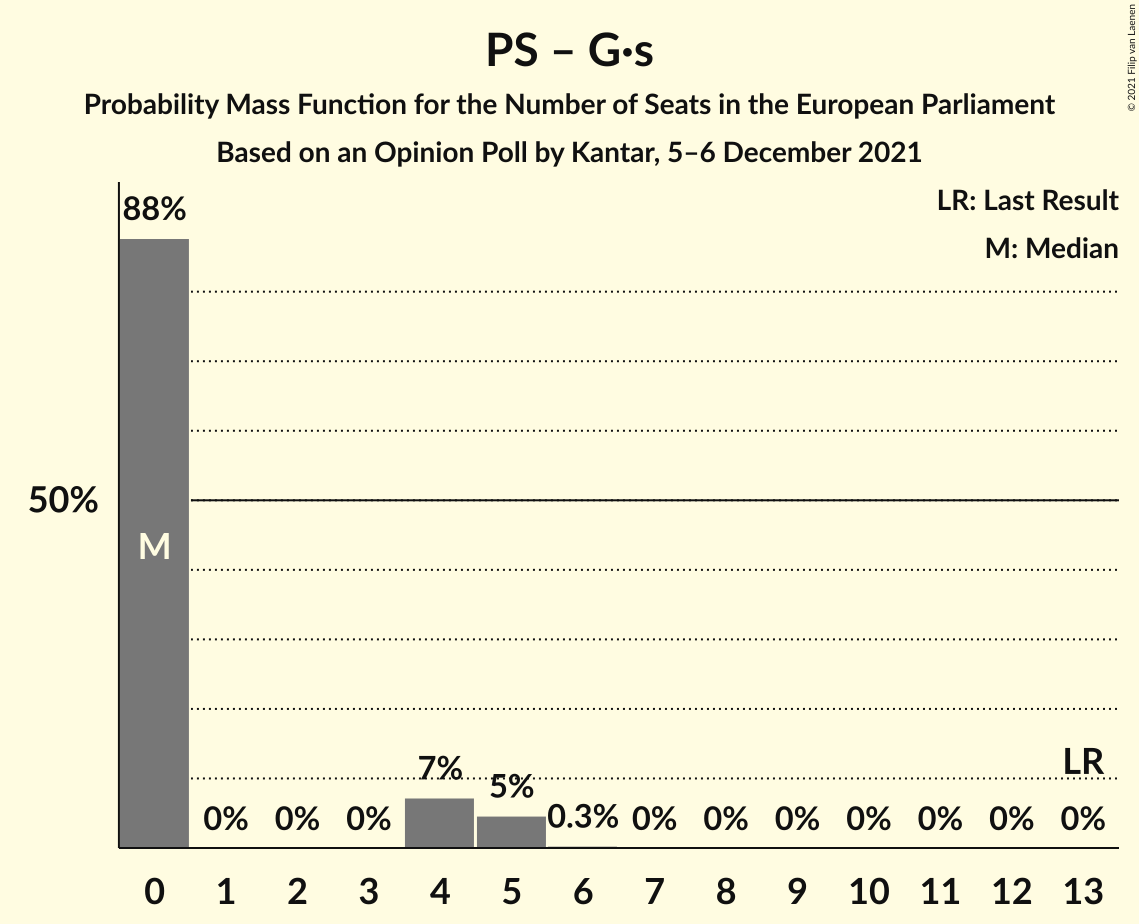 PS – G·s
Probability Mass Function for the Number of Seats in the European Parliament
Based on an Opinion Poll by Kantar, 5–6 December 2021
© 2021 Filip van Laenen
LR: Last Result
M: Median
88%
50%
M
LR
7%
5%
0% 0% 0% 0.3% 0% 0% 0% 0% 0% 0% 0%
0 1 2 3 4 5 6 7 8 9 10 11 12 13